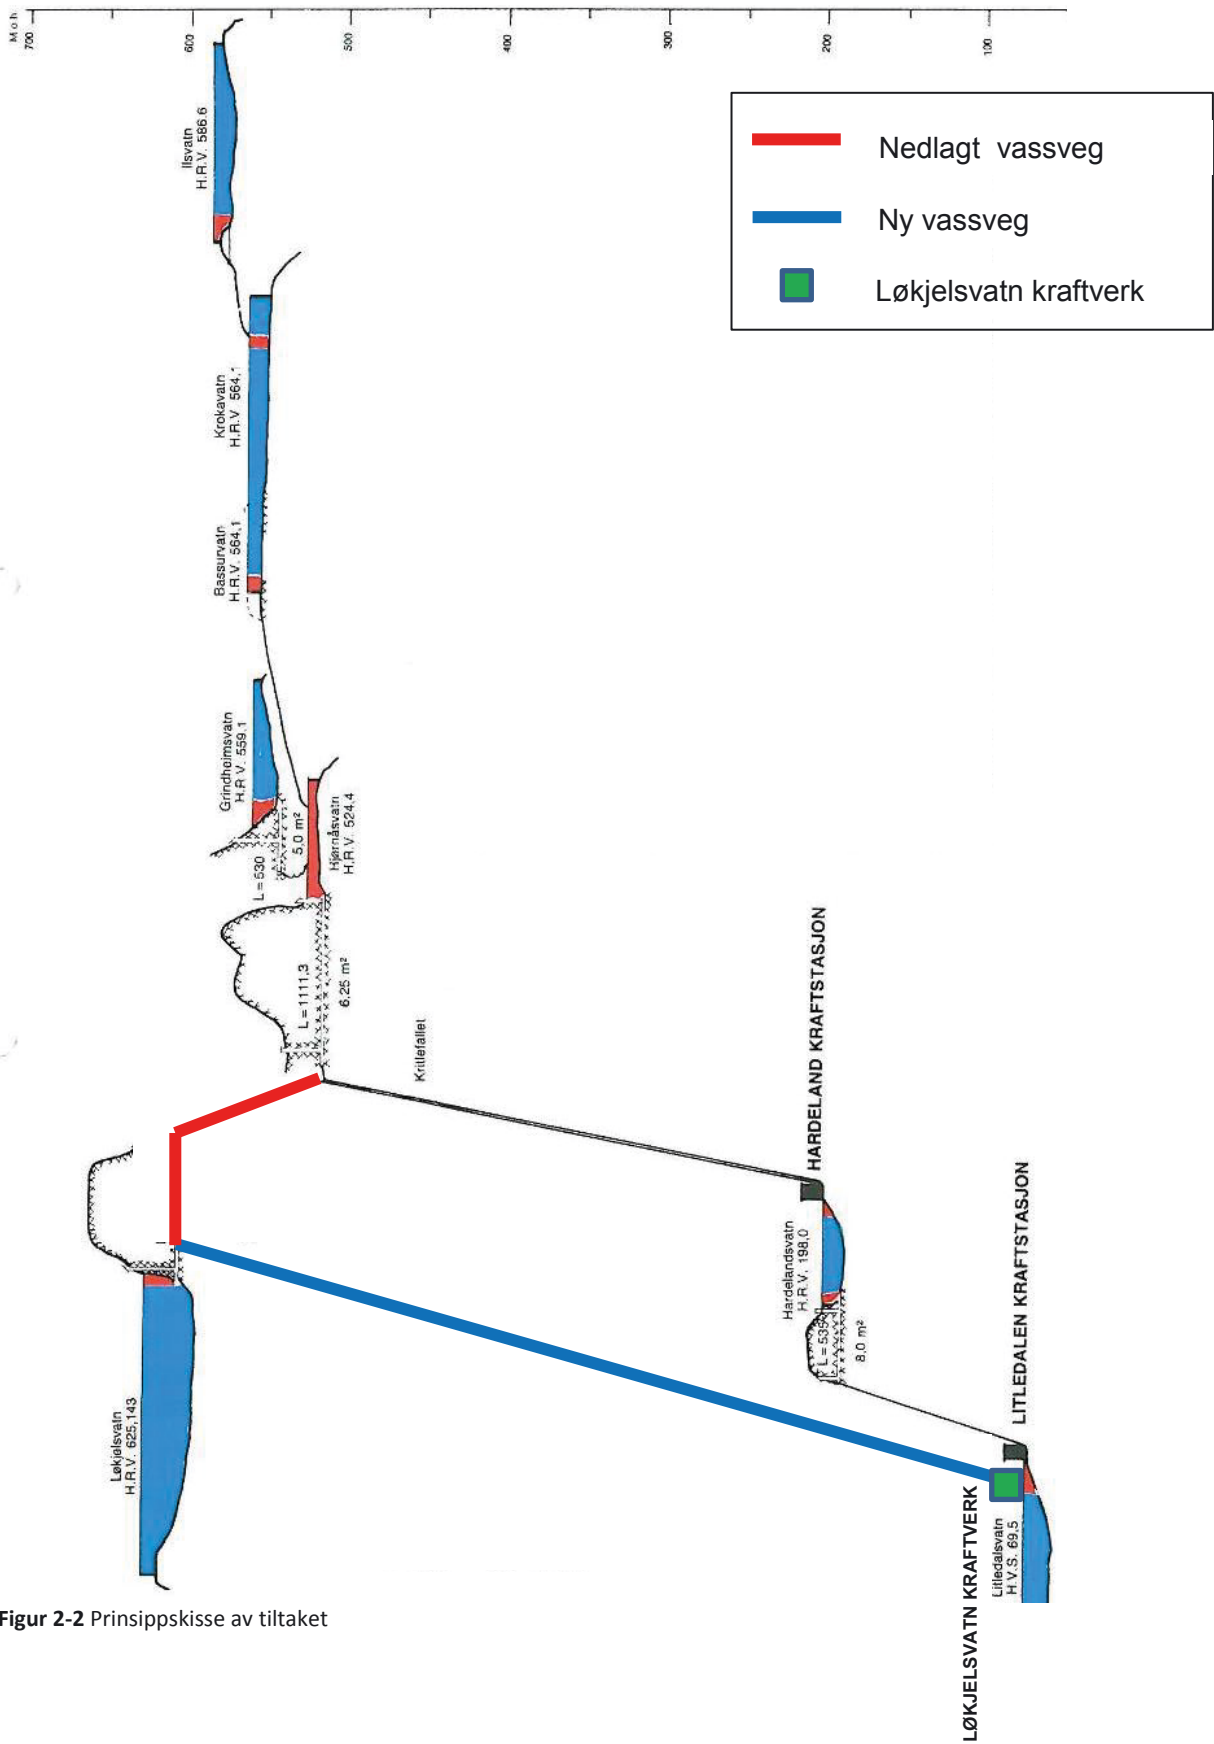 M o h
700
600
500
400
300
200
100
Ilsvatn
H.R.V. 586.6
Nedlagt vassveg
Ny vassveg
Løkjelsvatn kraftverk
Krokavatn
H.R.V. 564,1
Bassurvatn
H.R.V. 564,1
Grindheimsvatn
H.R.V. 559.1
L=530
5,0 m²
Hjørnåsvatn
H.R.V. 524.4
L=1111,3
6,25 m²
Kritlefallet
HARDELAND KRAFTSTASJON
Hardelandsvatn
H.R.V. 198,0
L=535
8,0 m²
LITLEDALEN KRAFTSTASJON
Løkjelsvatn
H.R.V. 625,143
LØKJELSVATN KRAFTVERK
Litledalsvatn
H.V.S. 69,5
Figur 2-2 Prinsippskisse av tiltaket